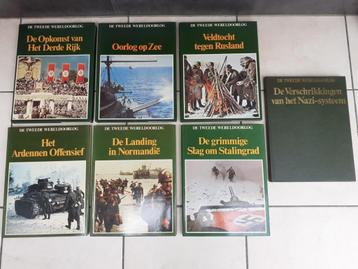 DE TWEEDE WERELDOORLOG
De Opkomst van
Het Derde Rijk
DE TWEEDE WERELDOORLOG
Oorlog op Zee
DE TWEEDE WERELDOORLOG
Veldtocht
tegen Rusland
DE TWEEDE WERELDOORLOG
De Verschrikkingen
van het Nazi-systeem
DE TWEEDE WERELDOORLOG
Het
Ardennen Offensief
DE TWEEDE WERELDOORLOG
De Landing
in Normandië
DE TWEEDE WERELDOORLOG
De grimmige
Slag om Stalingrad